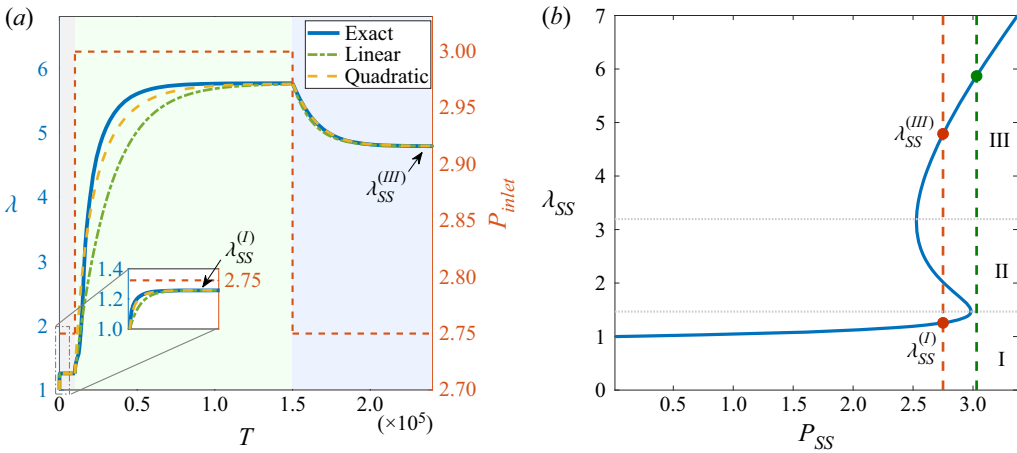 (a)
Exact
Linear
Quadratic
6
5
4
3
2
1
λ
3.00
2.95
2.90
2.85
2.80
2.75
2.70
P_inlet
λ_SS^(III)
λ_SS^(I)
1.4
1.2
1.0
2.75
0
0.5
1.0
1.5
2.0
(×10^5)
T
(b)
7
6
5
4
3
2
1
0
λ_SS
λ_SS^(III)
III
II
λ_SS^(I)
I
0.5
1.0
1.5
2.0
2.5
3.0
P_SS